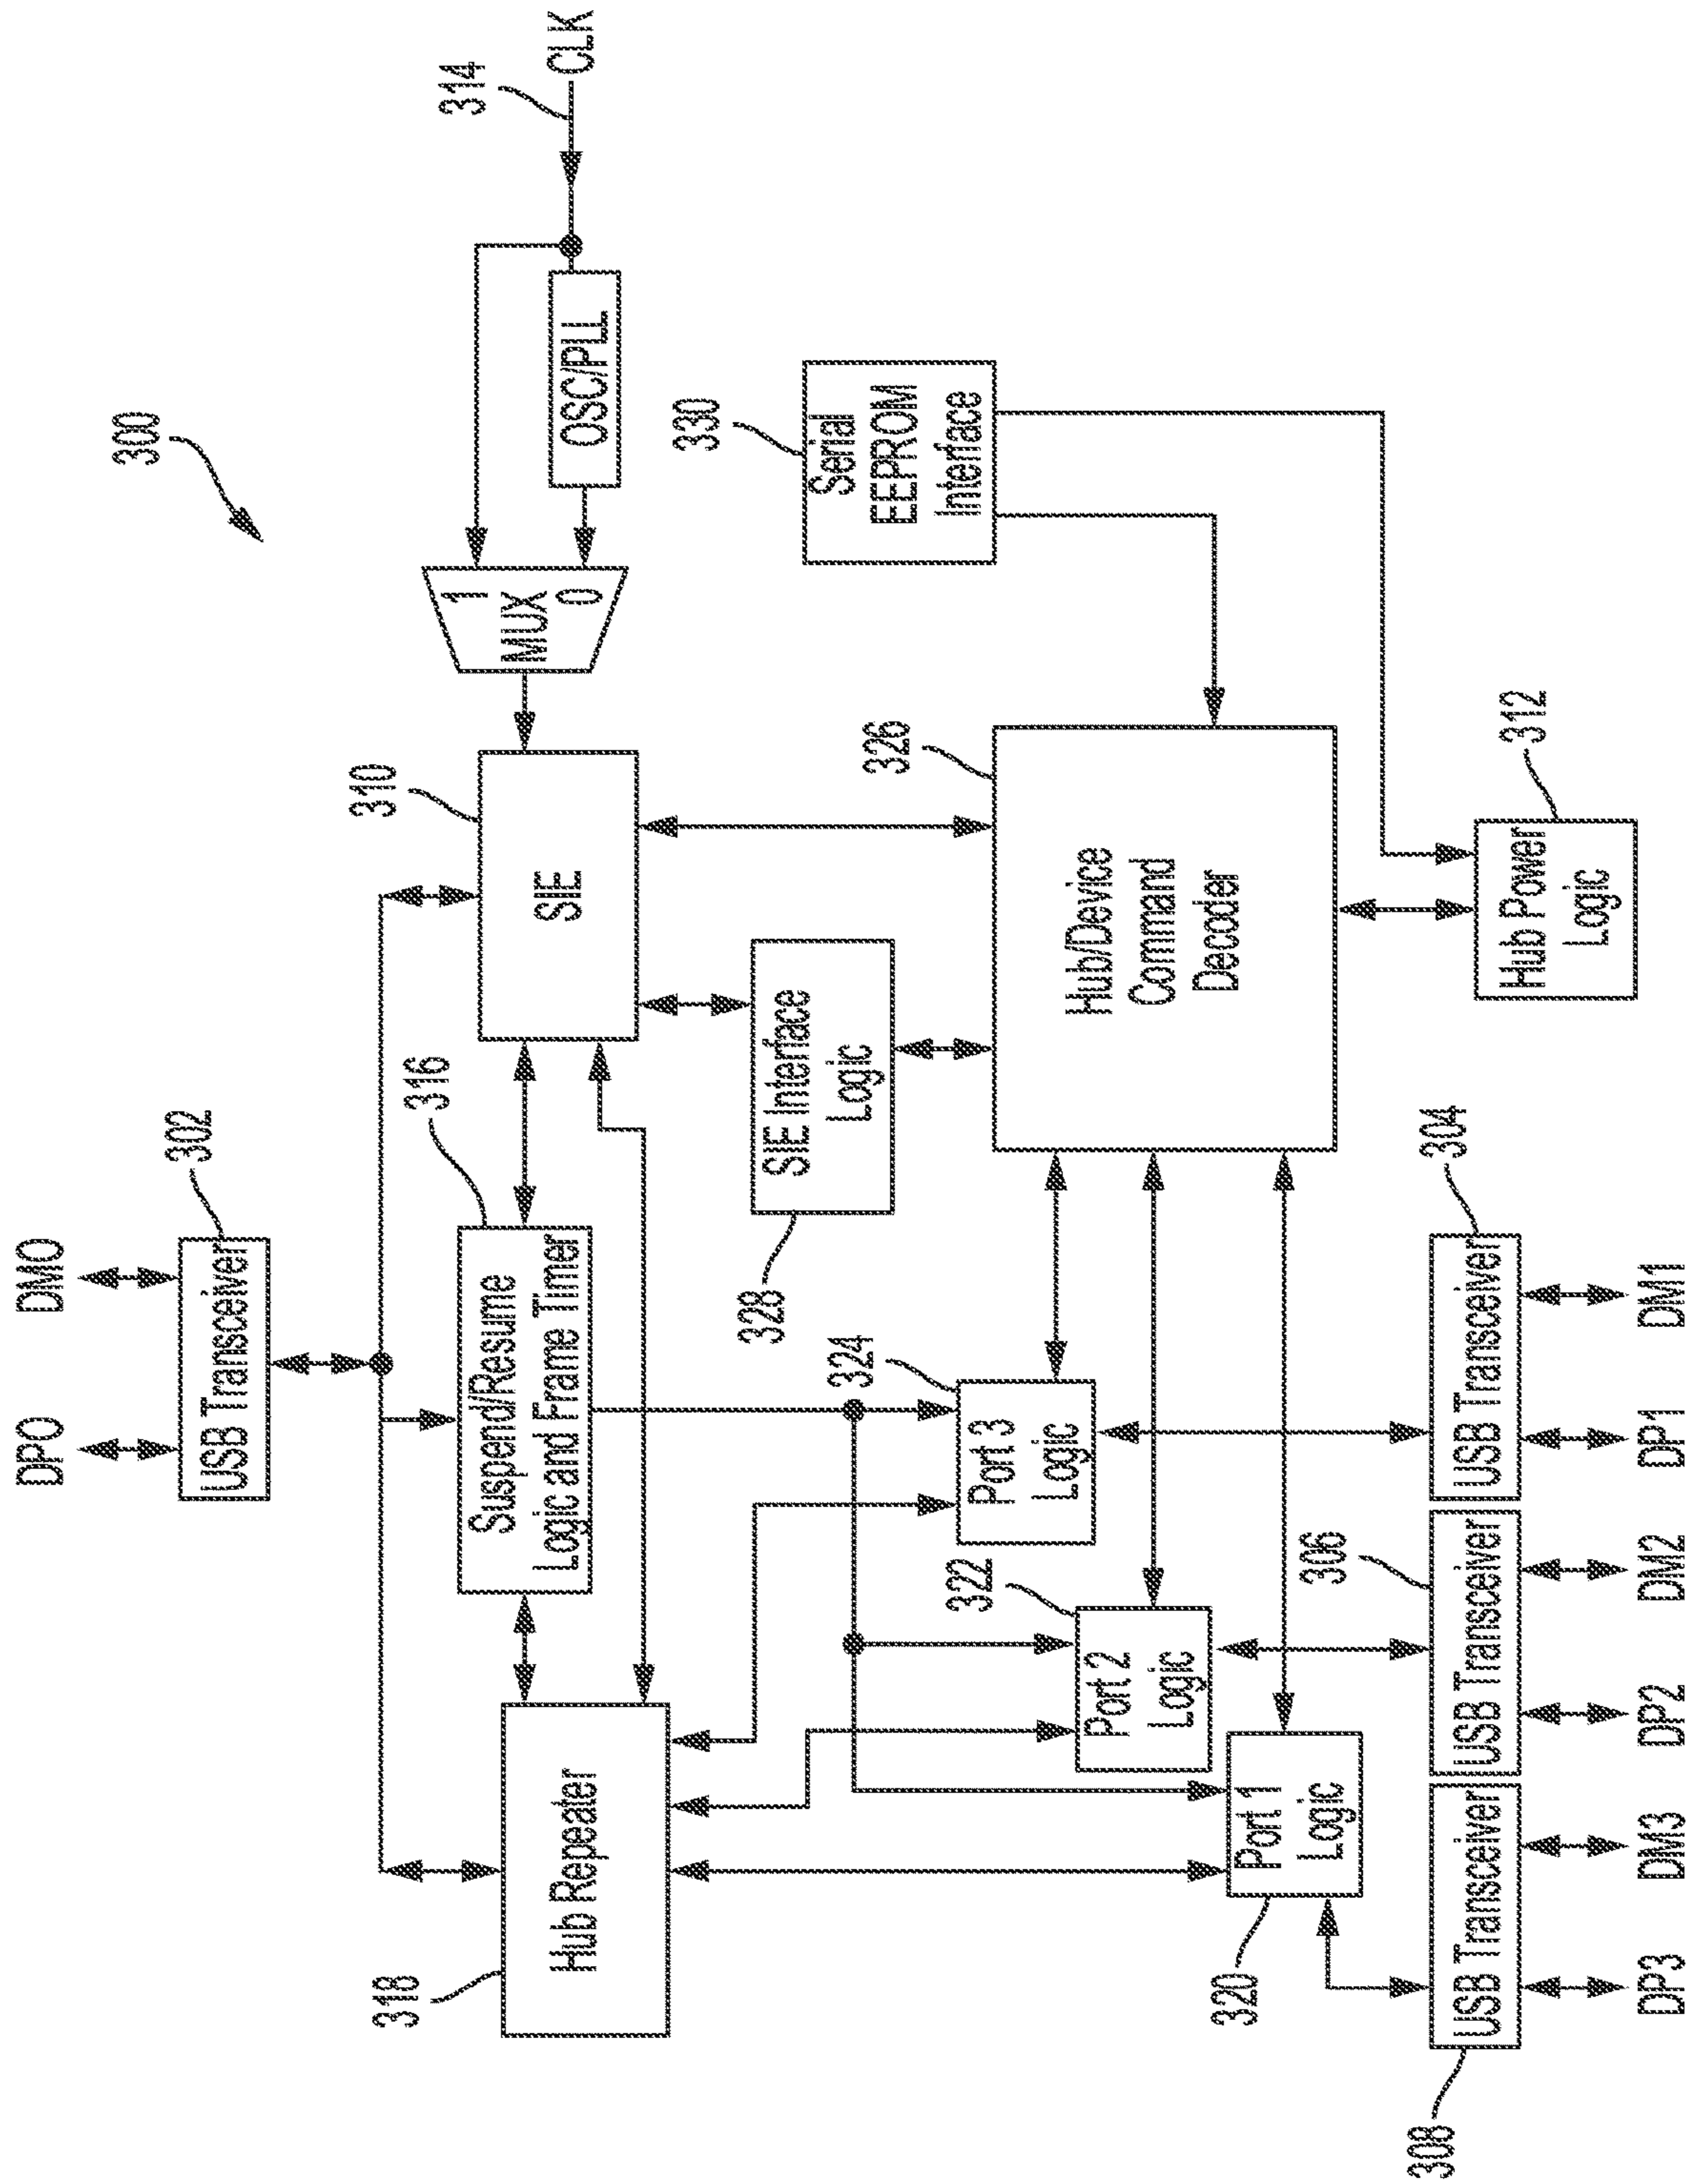 300
314
CLK
OSC/PLL
1
MUX
0
310
SIE
302
DPO
DMO
USB Transceiver
316
Suspend/Resume
Logic and Frame Timer
318
Hub Repeater
328
SIE Interface
Logic
330
Serial
EEPROM
Interface
326
Hub/Device
Command
Decoder
312
Hub Power
Logic
324
Port 3
Logic
322
Port 2
Logic
320
Port 1
Logic
308
USB Transceiver
306
USB Transceiver
304
USB Transceiver
DP3
DM3
DP2
DM2
DP1
DM1